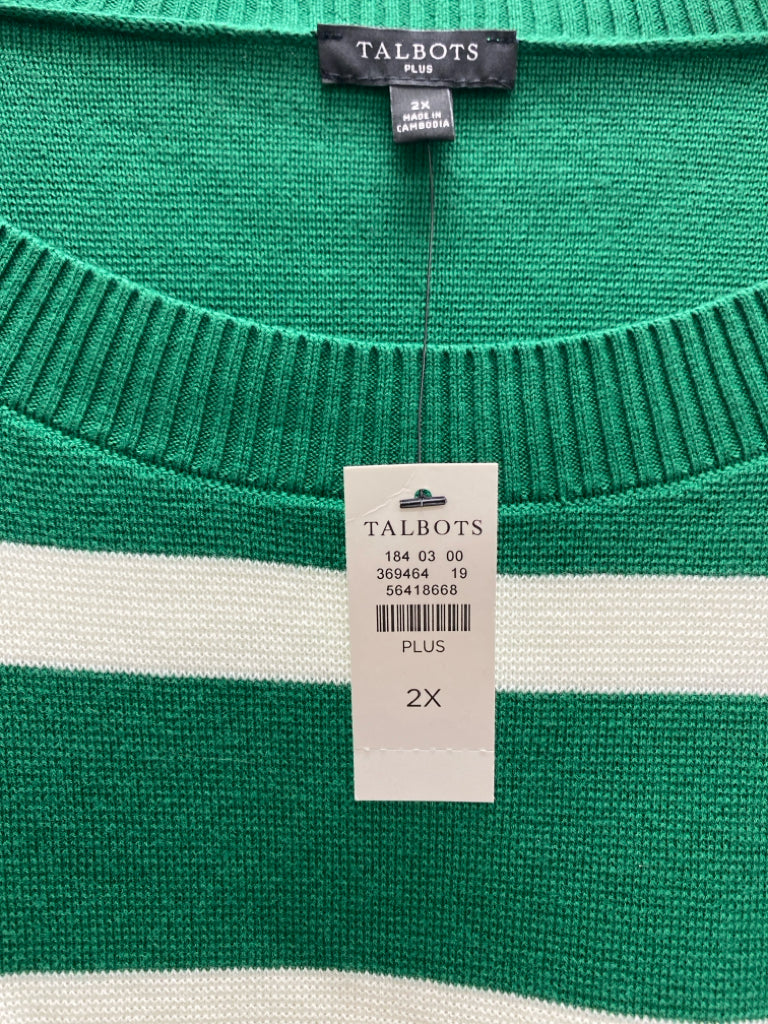 TALBOTS
PLUS
2X
MADE IN
CAMBODIA
TALBOTS
184 03 00
369464 19
56418668
PLUS
2X